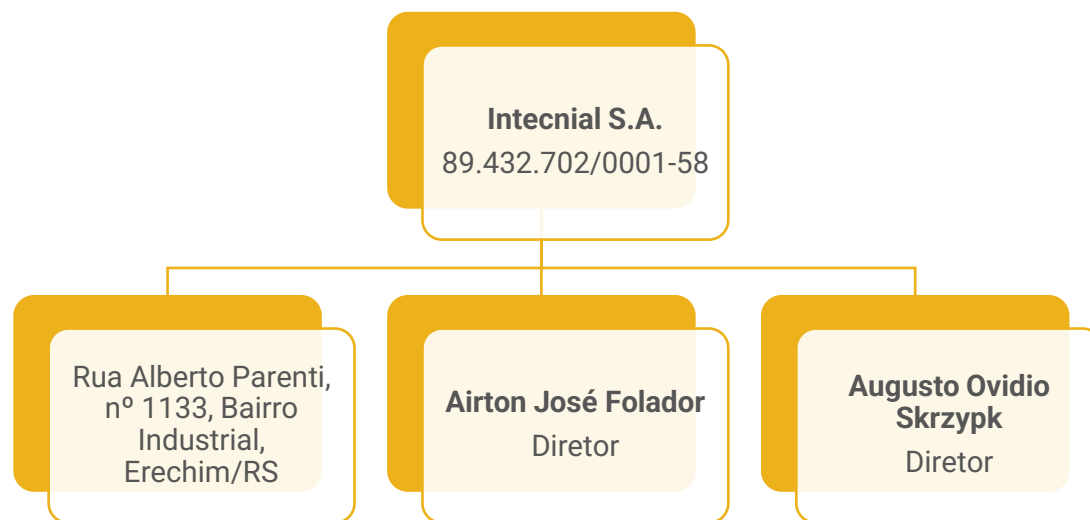 Intecnial S.A.
89.432.702/0001-58
Rua Alberto Parenti,
nº 1133, Bairro
Industrial,
Erechim/RS
Airton José Folador
Diretor
Augusto Ovidio
Skrzypk
Diretor